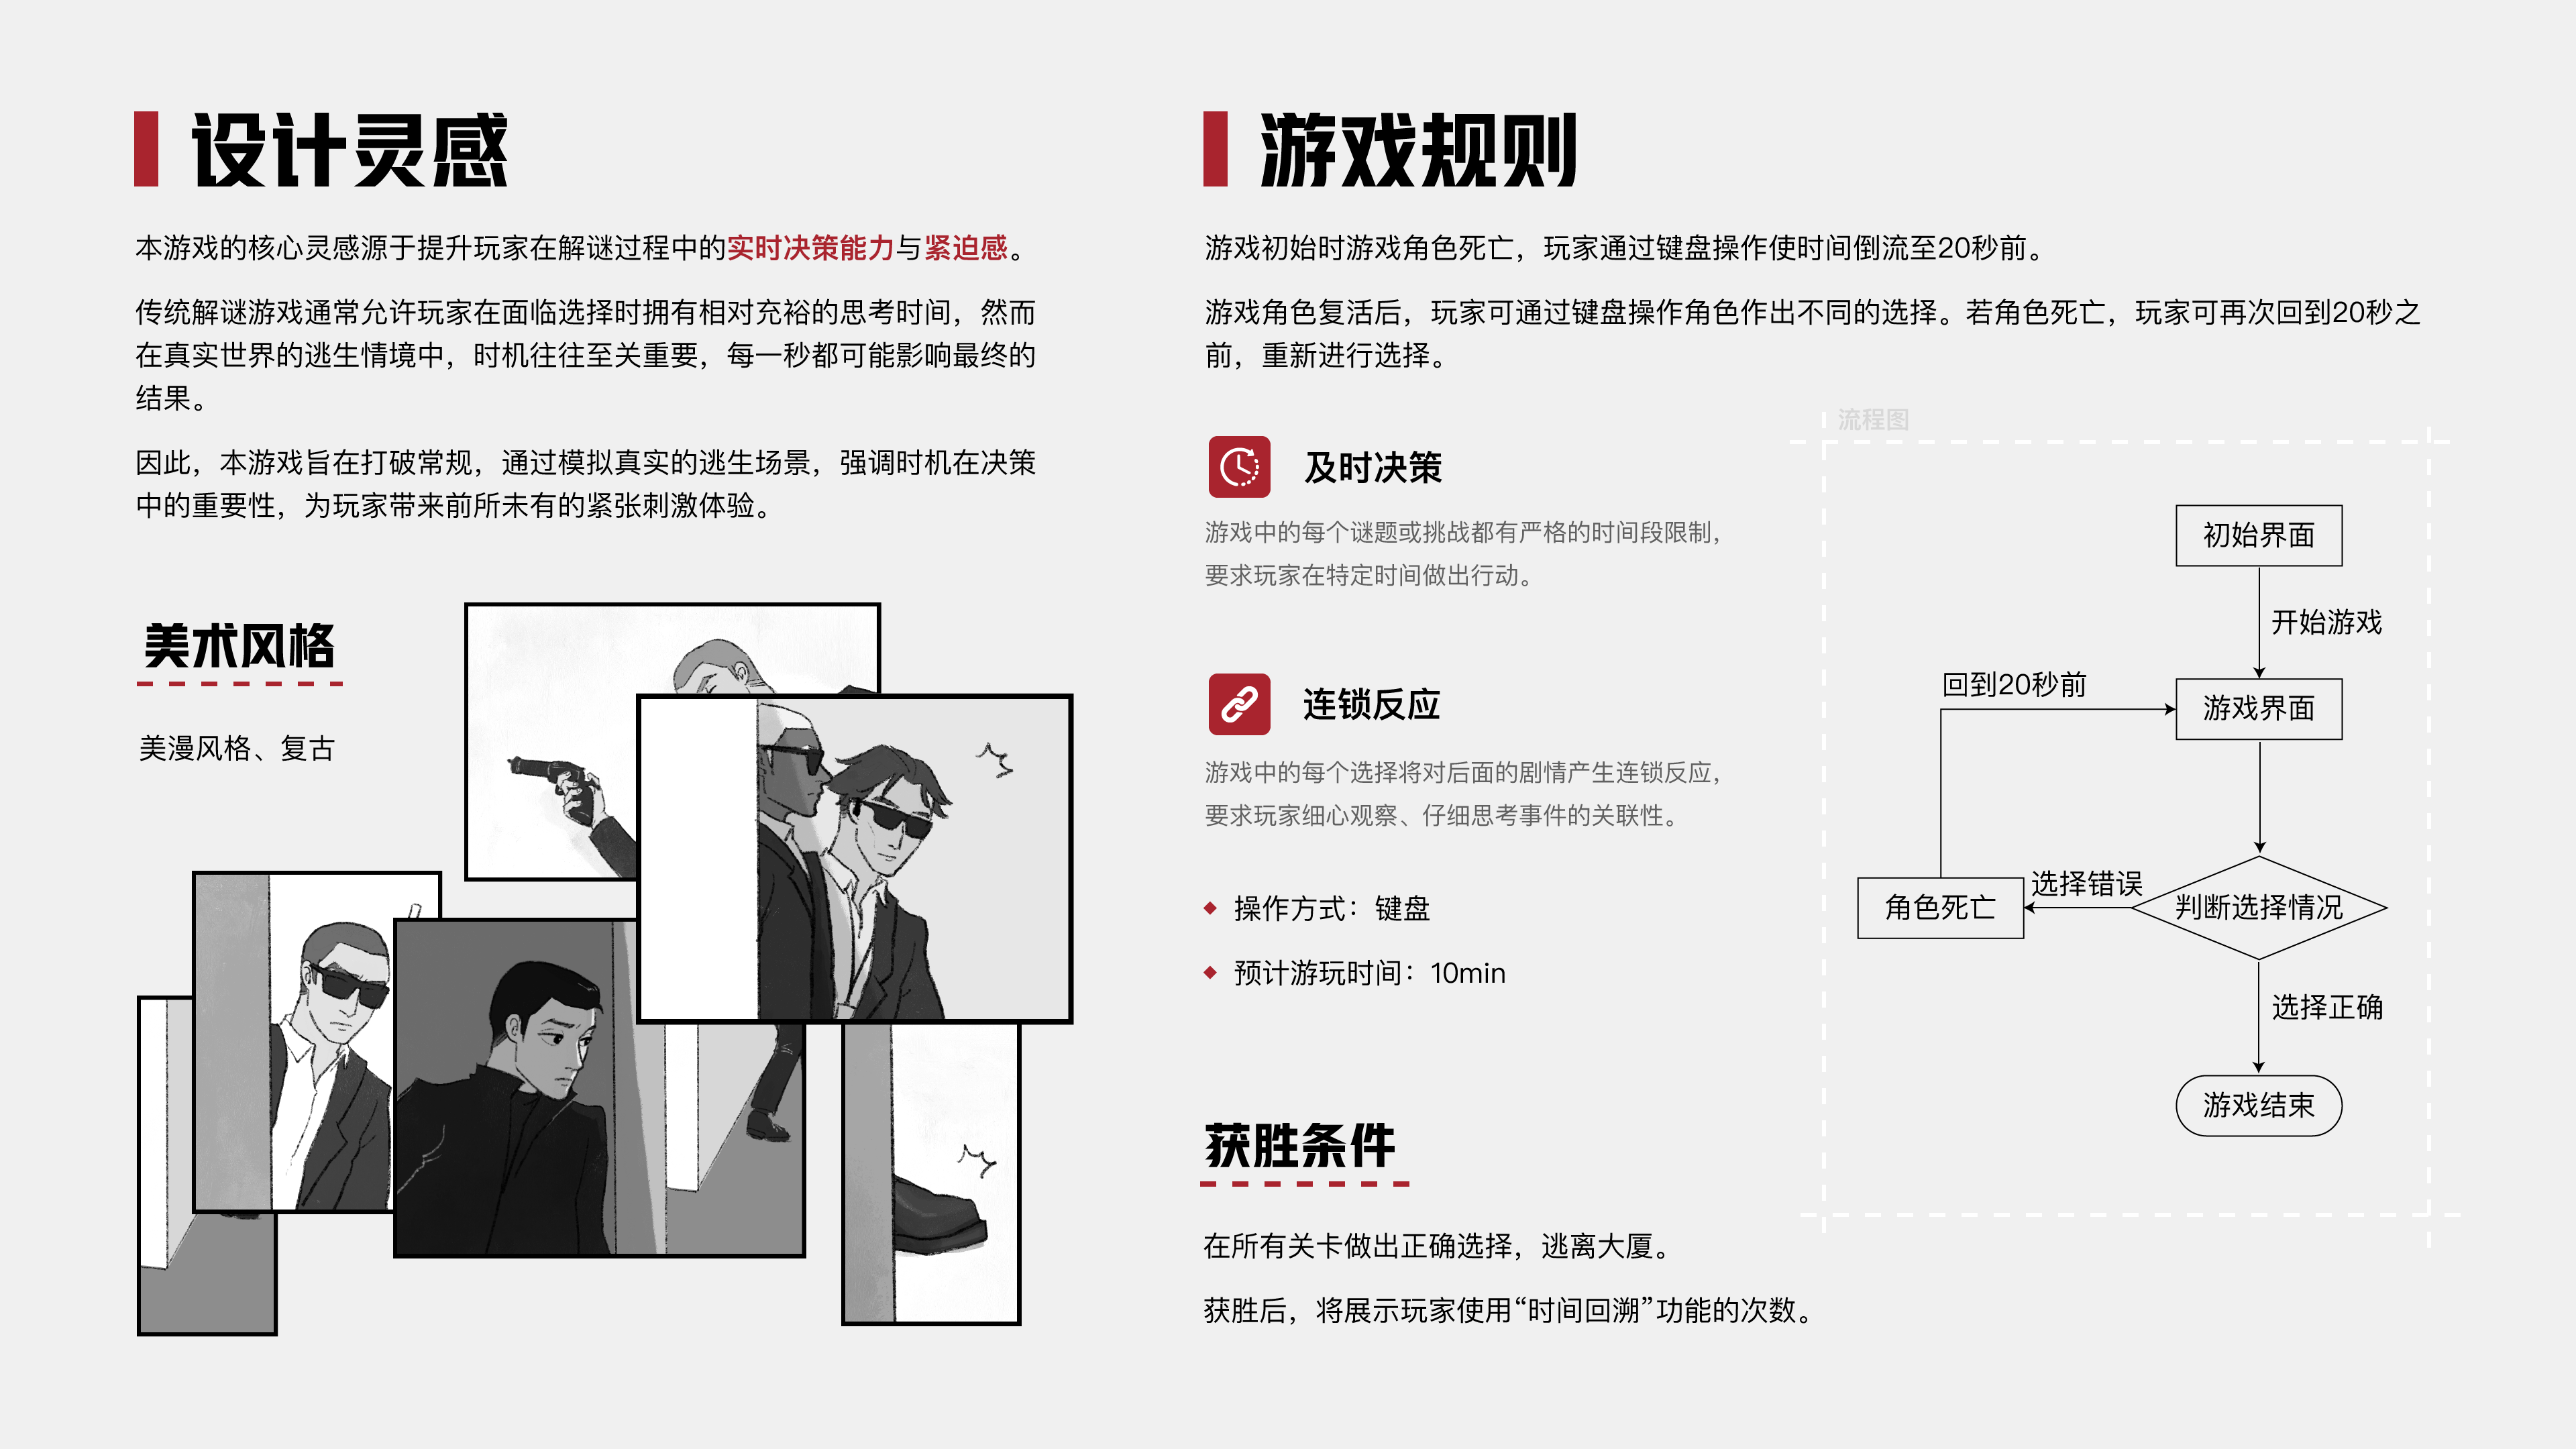 设计灵感
本游戏的核心灵感源于提升玩家在解谜过程中的实时决策能力与紧迫感。
传统解谜游戏通常允许玩家在面临选择时拥有相对充裕的思考时间，然而
在真实世界的逃生情境中，时机往往至关重要，每一秒都可能影响最终的
结果。
因此，本游戏旨在打破常规，通过模拟真实的逃生场景，强调时机在决策
中的重要性，为玩家带来前所未有的紧张刺激体验。
美术风格
美漫风格、复古
游戏规则
游戏初始时游戏角色死亡，玩家通过键盘操作使时间倒流至20秒前。
游戏角色复活后，玩家可通过键盘操作角色作出不同的选择。若角色死亡，玩家可再次回到20秒之
前，重新进行选择。
及时决策
游戏中的每个谜题或挑战都有严格的时间段限制，
要求玩家在特定时间做出行动。
连锁反应
游戏中的每个选择将对后面的剧情产生连锁反应，
要求玩家细心观察、仔细思考事件的关联性。
操作方式：键盘
预计游玩时间：10min
获胜条件
在所有关卡做出正确选择，逃离大厦。
获胜后，将展示玩家使用“时间回溯”功能的次数。
流程图
初始界面
开始游戏
回到20秒前
游戏界面
选择错误
角色死亡
判断选择情况
选择正确
游戏结束